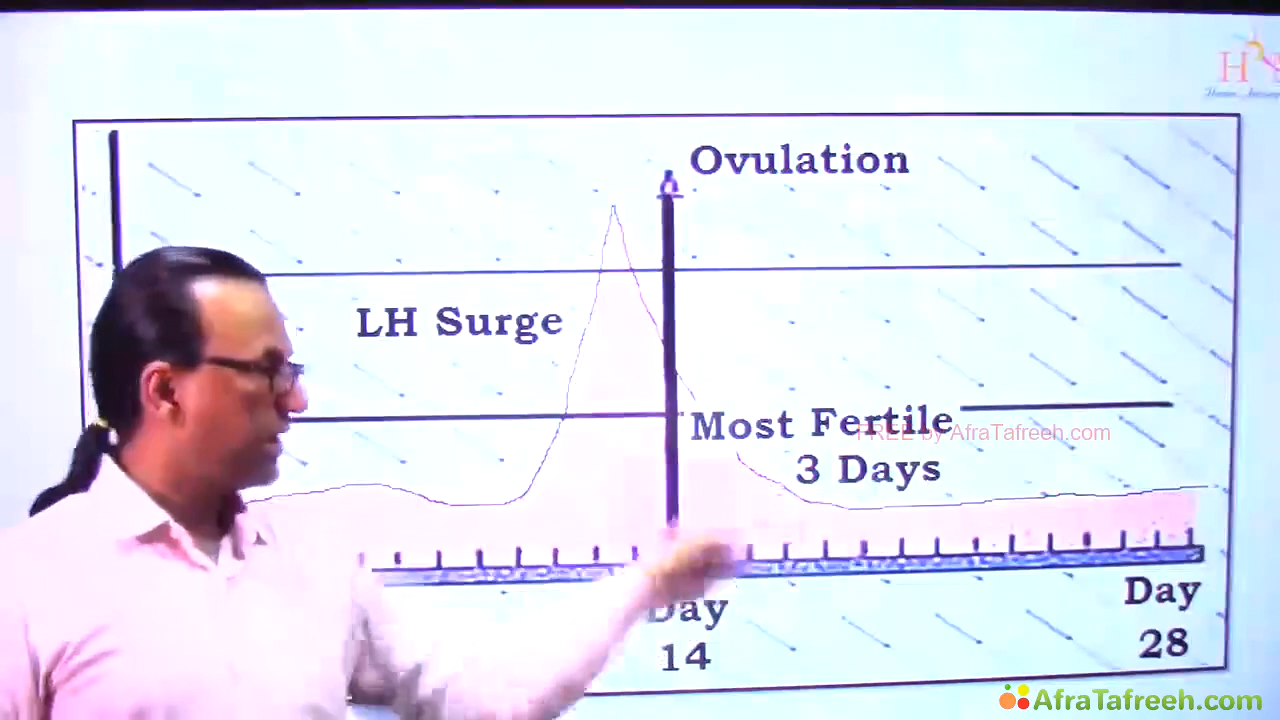 Ovulation
LH Surge
Most Fertile
FREE by AfraTafreeh.com
3 Days
Day
14
Day
28
AfraTafreeh.com